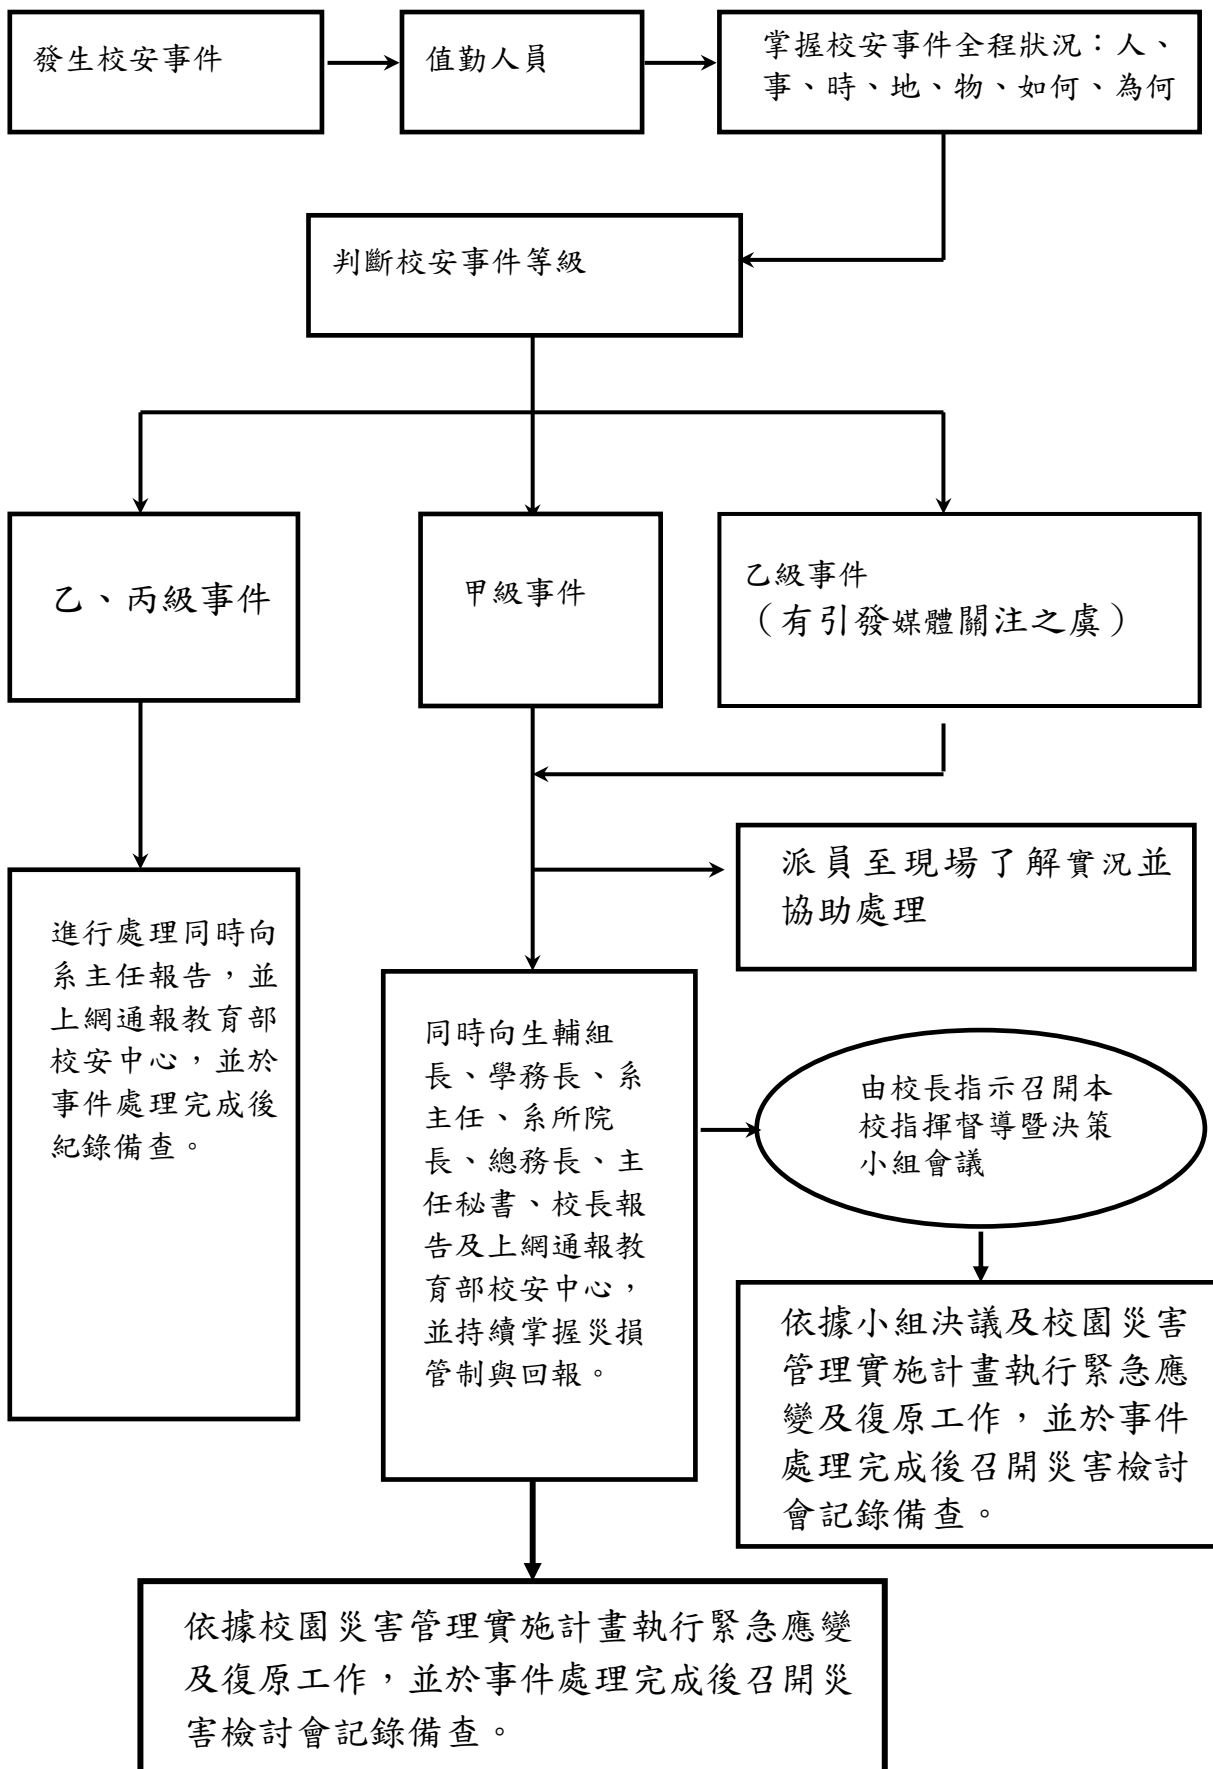 發生校安事件
值勤人員
掌握校安事件全程狀況：人、
事、時、地、物、如何、為何
判斷校安事件等級
乙、丙級事件
甲級事件
乙級事件
（有引發媒體關注之虞）
派員至現場了解實況並
協助處理
進行處理同時向
系主任報告，並
上網通報教育部
校安中心，並於
事件處理完成後
紀錄備查。
同時向生輔組
長、學務長、系
主任、系所院
長、總務長、主
任秘書、校長報
告及上網通報教
育部校安中心，
並持續掌握災損
管制與回報。
由校長指示召開本
校指揮督導暨決策
小組會議
依據小組決議及校園災害
管理實施計畫執行緊急應
變及復原工作，並於事件
處理完成後召開災害檢討
會記錄備查。
依據校園災害管理實施計畫執行緊急應變
及復原工作，並於事件處理完成後召開災
害檢討會記錄備查。